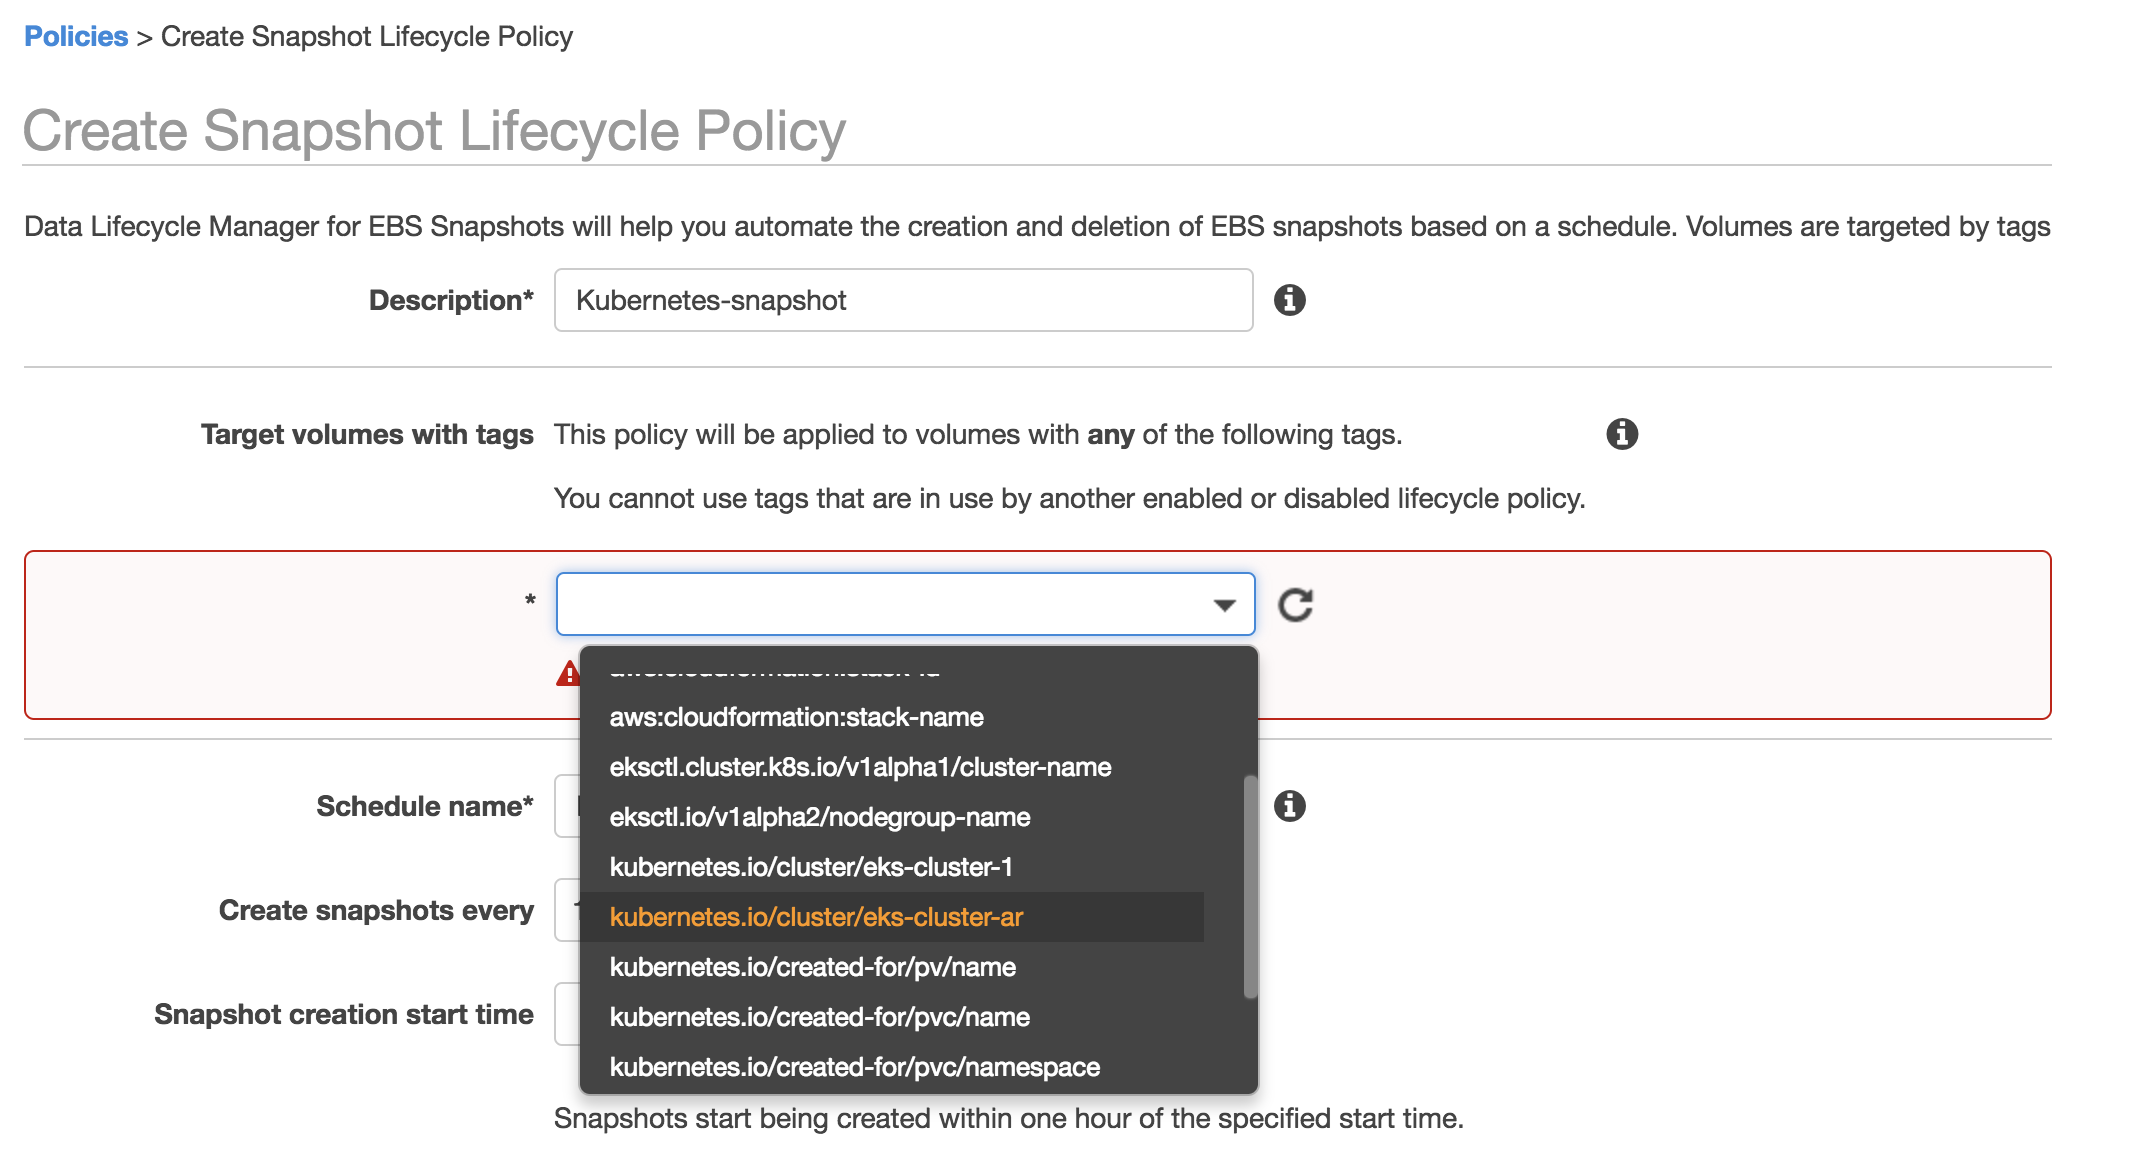 Policies > Create Snapshot Lifecycle Policy
Create Snapshot Lifecycle Policy
Data Lifecycle Manager for EBS Snapshots will help you automate the creation and deletion of EBS snapshots based on a schedule. Volumes are targeted by tags
Description* Kubernetes-snapshot
Target volumes with tags This policy will be applied to volumes with any of the following tags.
You cannot use tags that are in use by another enabled or disabled lifecycle policy.
*
aws:cloudformation:stack-name
eksctl.cluster.k8s.io/v1alpha1/cluster-name
eksctl.io/v1alpha2/nodegroup-name
Schedule name*
kubernetes.io/cluster/eks-cluster-1
Create snapshots every
kubernetes.io/cluster/eks-cluster-ar
kubernetes.io/created-for/pv/name
Snapshot creation start time
kubernetes.io/created-for/pvc/name
kubernetes.io/created-for/pvc/namespace
Snapshots start being created within one hour of the specified start time.